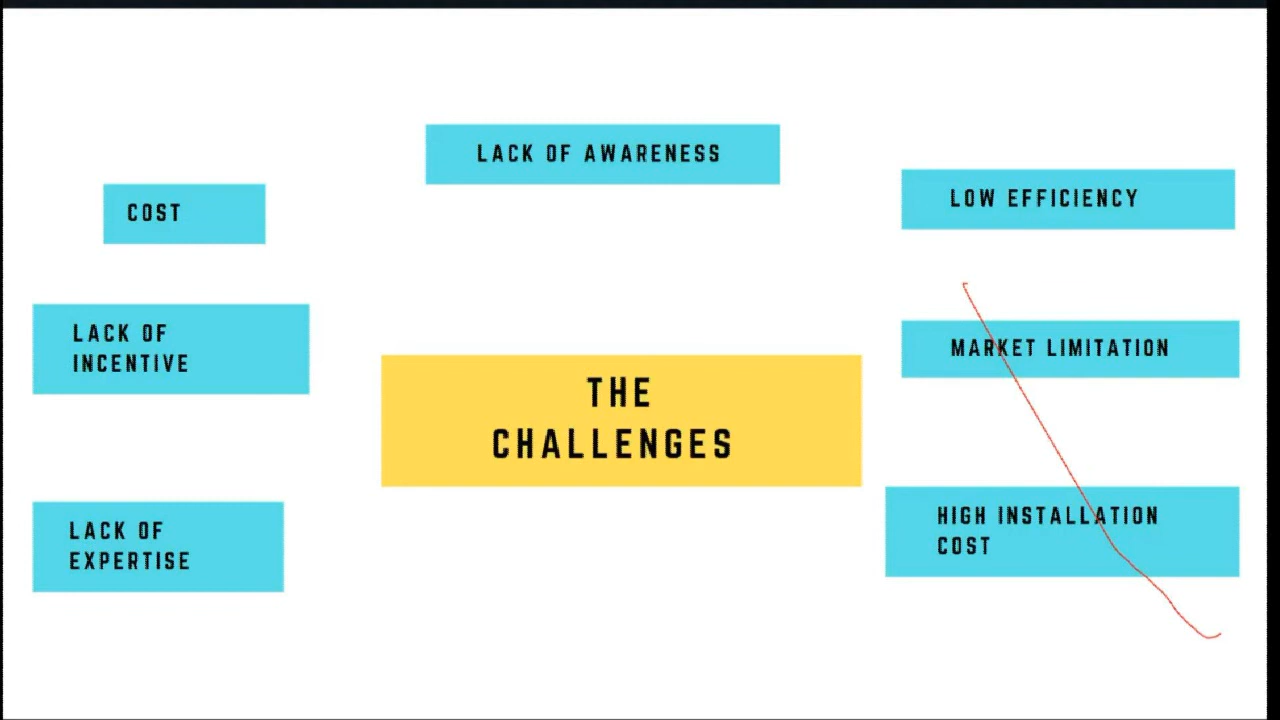 LACK OF AWARENESS
COST
LOW EFFICIENCY
LACK OF
INCENTIVE
MARKET LIMITATION
THE
CHALLENGES
LACK OF
EXPERTISE
HIGH INSTALLATION
COST